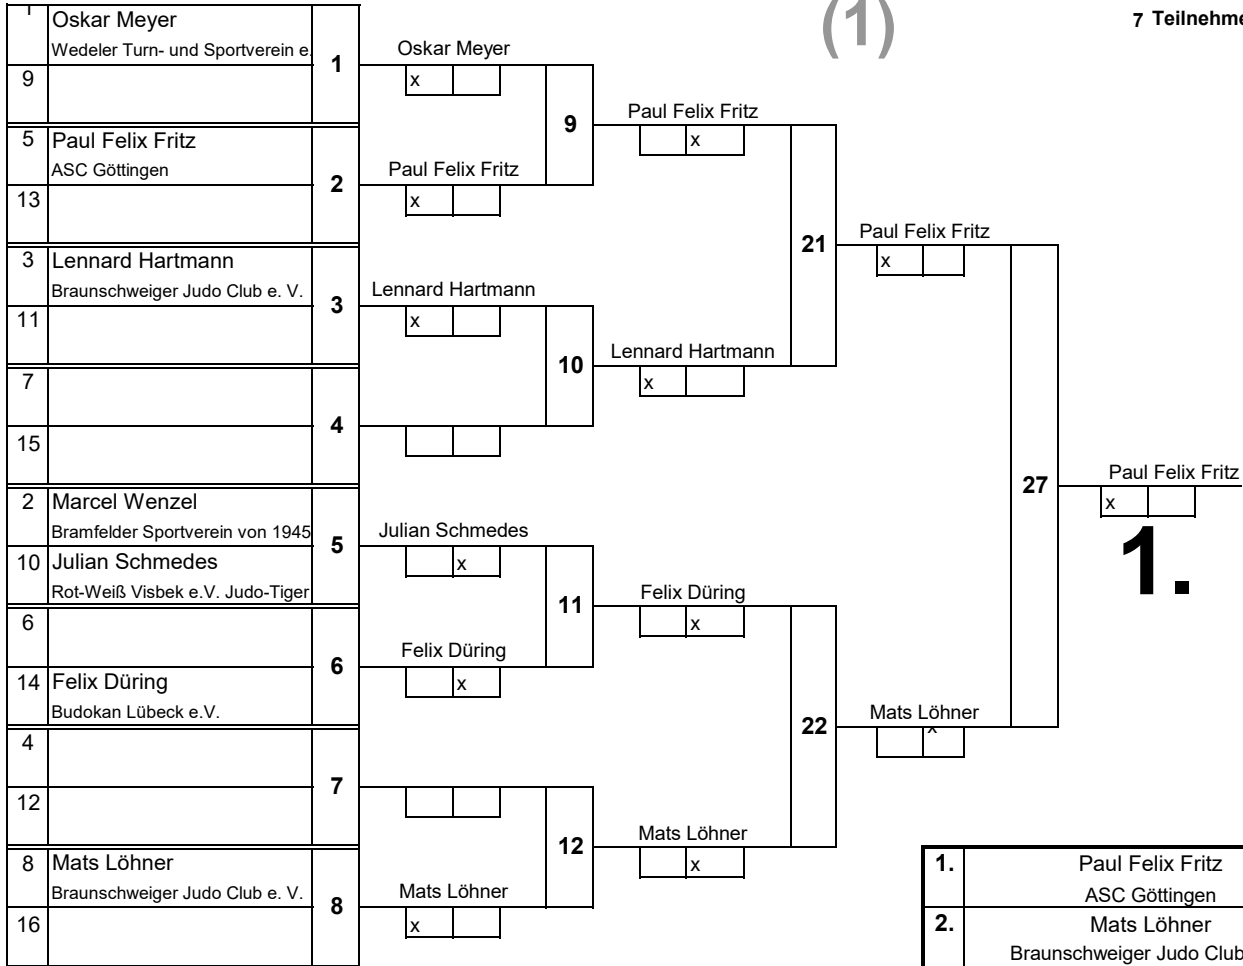 (1)
7 Teilnehme
1 Oskar Meyer
Wedeler Turn- und Sportverein e.
1
9
5 Paul Felix Fritz
ASC Göttingen
2
13
3 Lennard Hartmann
Braunschweiger Judo Club e. V.
3
11
7
4
15
2 Marcel Wenzel
Bramfelder Sportverein von 1945
5
10 Julian Schmedes
Rot-Weiß Visbek e.V. Judo-Tiger
6
6
14 Felix Düring
Budokan Lübeck e.V.
4
7
12
8 Mats Löhner
Braunschweiger Judo Club e. V.
8
16
Oskar Meyer
x
9
Paul Felix Fritz
x
Lennard Hartmann
x
10
Julian Schmedes
x
11
Felix Düring
x
12
Mats Löhner
x
Paul Felix Fritz
x
21
Lennard Hartmann
x
Felix Düring
x
22
Mats Löhner
x
Paul Felix Fritz
x
27
Mats Löhner
x
Paul Felix Fritz
x
1.
1. Paul Felix Fritz
ASC Göttingen
2. Mats Löhner
Braunschweiger Judo Club